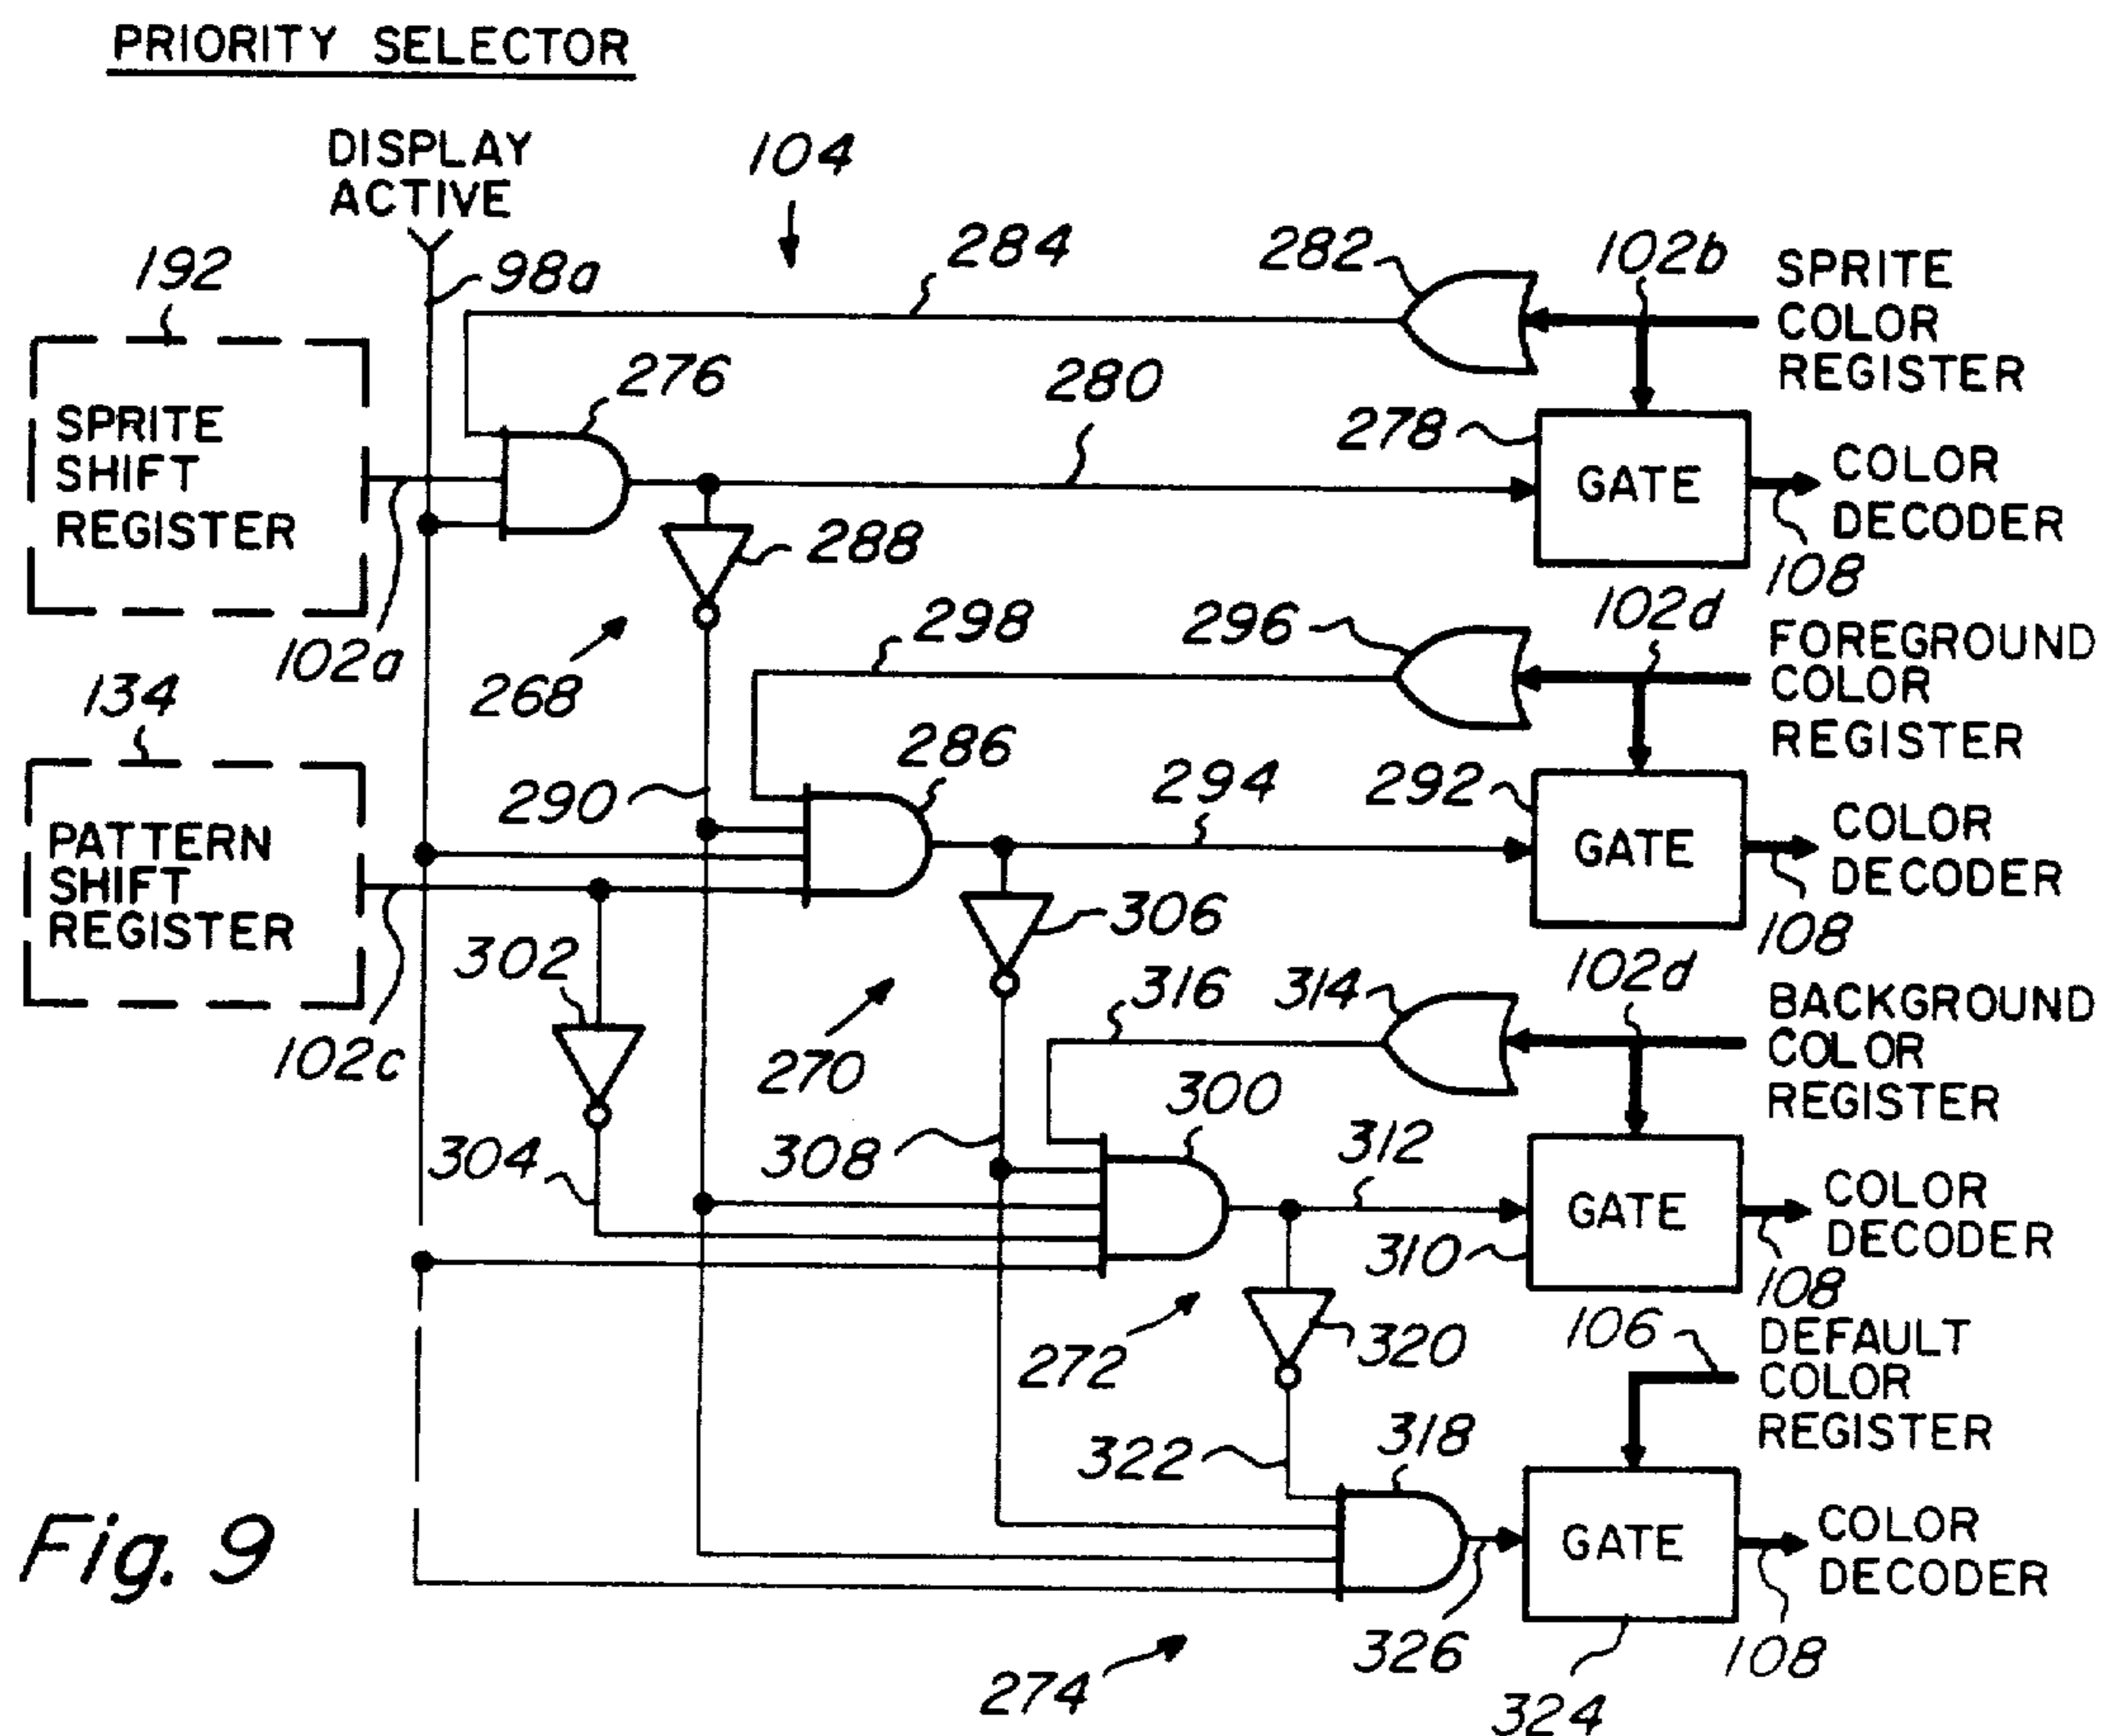 PRIORITY SELECTOR
DISPLAY
ACTIVE
104
192
98a
284
282
102b
SPRITE
COLOR
REGISTER
276
280
278
SPRITE
SHIFT
REGISTER
GATE
COLOR
DECODER
288
108
102a
268
298
296
102d
FOREGROUND
COLOR
REGISTER
134
290
286
294
292
PATTERN
SHIFT
REGISTER
GATE
COLOR
DECODER
302
306
108
102c
270
316
314
102d
BACKGROUND
COLOR
REGISTER
304
308
300
312
310
GATE
COLOR
DECODER
108
272
320
106
DEFAULT
COLOR
REGISTER
322
318
Fig. 9
GATE
COLOR
DECODER
274
326
324
108